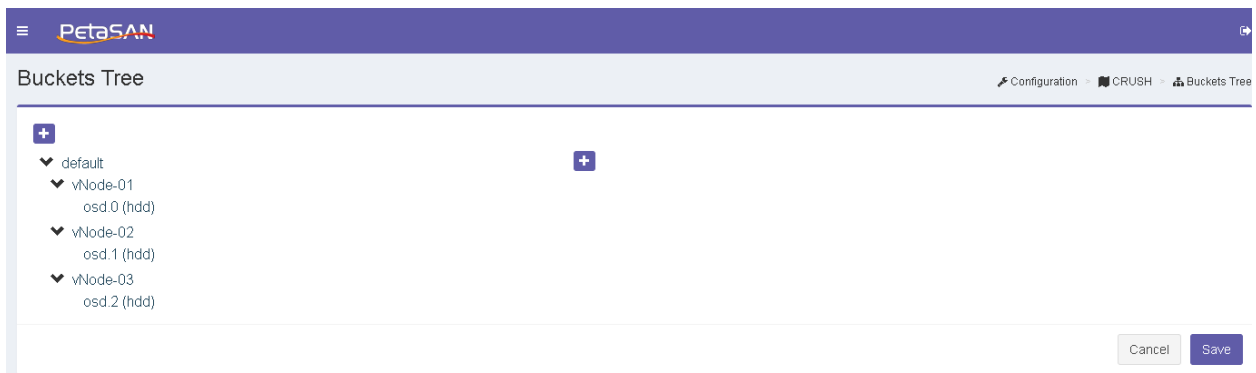 PetaSAN
Buckets Tree
Configuration > CRUSH > Buckets Tree
default
vNode-01
osd.0 (hdd)
vNode-02
osd.1 (hdd)
vNode-03
osd.2 (hdd)
Cancel Save